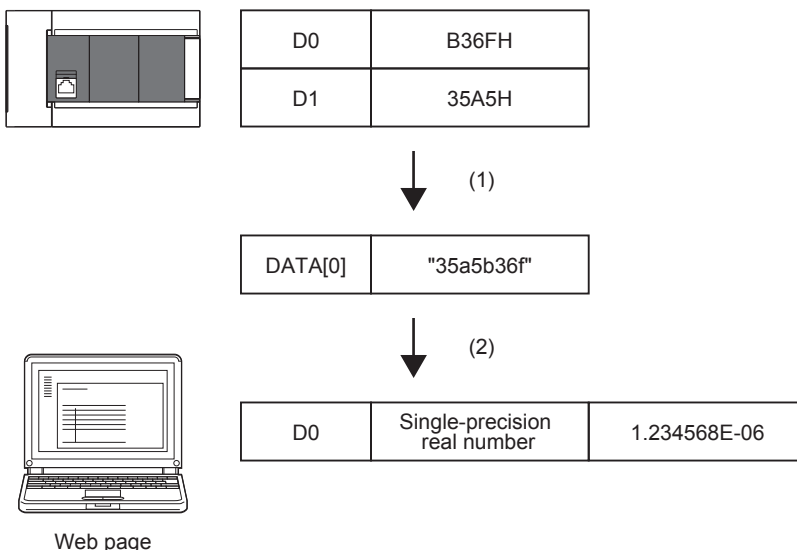 D0 B36FH
D1 35A5H
(1)
DATA[0] "35a5b36f"
(2)
D0 Single-precision real number 1.234568E-06
Web page